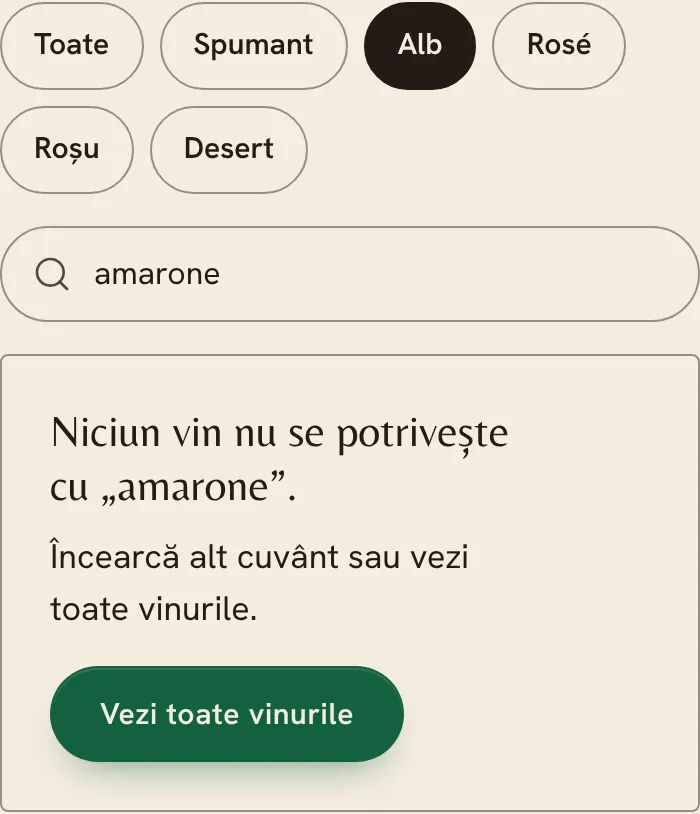 Toate Spumant Alb Rosé
Roșu Desert
amarone
Niciun vin nu se potrivește
cu „amarone”.
Încearcă alt cuvânt sau vezi
toate vinurile.
Vezi toate vinurile